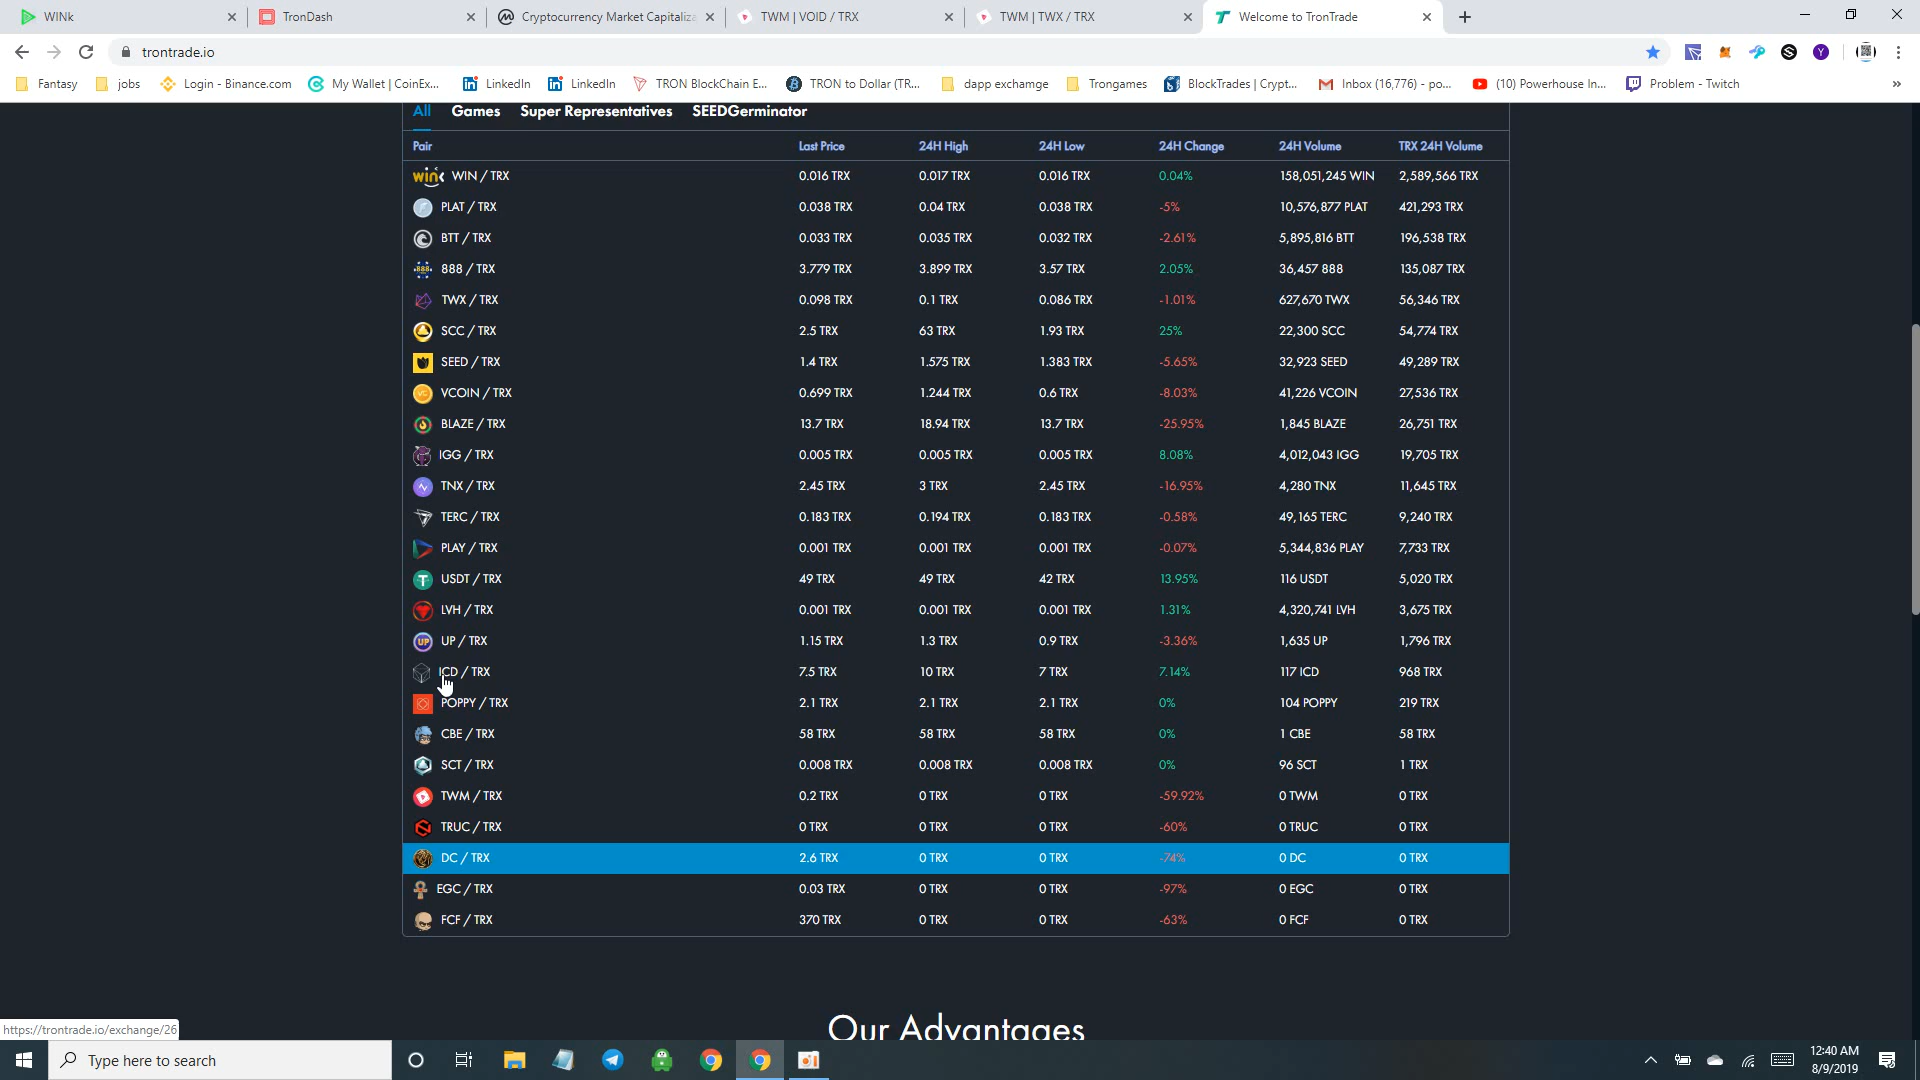 WINk
TronDash
Cryptocurrency Market Capitaliza
TWM | VOID / TRX
TWM | TWX / TRX
Welcome to TronTrade
trontrade.io
Fantasy
jobs
Login - Binance.com
My Wallet | CoinEx...
LinkedIn
LinkedIn
TRON BlockChain E...
TRON to Dollar (TR...
dapp exchamge
Trongames
BlockTrades | Crypt...
Inbox (16,776) - po...
(10) Powerhouse In...
Problem - Twitch
All Games Super Representatives SEEDGerminator
Pair Last Price 24H High 24H Low 24H Change 24H Volume TRX 24H Volume
WIN / TRX 0.016 TRX 0.017 TRX 0.016 TRX 0.04% 158,051,245 WIN 2,589,566 TRX
PLAT / TRX 0.038 TRX 0.04 TRX 0.038 TRX -5% 10,576,877 PLAT 421,293 TRX
BTT / TRX 0.033 TRX 0.035 TRX 0.032 TRX -2.61% 5,895,816 BTT 196,538 TRX
888 / TRX 3.779 TRX 3.899 TRX 3.57 TRX 2.05% 36,457 888 135,087 TRX
TWX / TRX 0.098 TRX 0.1 TRX 0.086 TRX -1.01% 627,670 TWX 56,346 TRX
SCC / TRX 2.5 TRX 63 TRX 1.93 TRX 25% 22,300 SCC 54,774 TRX
SEED / TRX 1.4 TRX 1.575 TRX 1.383 TRX -5.65% 32,923 SEED 49,289 TRX
VCOIN / TRX 0.699 TRX 1.244 TRX 0.6 TRX -8.03% 41,226 VCOIN 27,536 TRX
BLAZE / TRX 13.7 TRX 18.94 TRX 13.7 TRX -25.95% 1,845 BLAZE 26,751 TRX
IGG / TRX 0.005 TRX 0.005 TRX 0.005 TRX 8.08% 4,012,043 IGG 19,705 TRX
TNX / TRX 2.45 TRX 3 TRX 2.45 TRX -16.95% 4,280 TNX 11,645 TRX
TERC / TRX 0.183 TRX 0.194 TRX 0.183 TRX -0.58% 49,165 TERC 9,240 TRX
PLAY / TRX 0.001 TRX 0.001 TRX 0.001 TRX -0.07% 5,344,836 PLAY 7,733 TRX
USDT / TRX 49 TRX 49 TRX 42 TRX 13.95% 116 USDT 5,020 TRX
LVH / TRX 0.001 TRX 0.001 TRX 0.001 TRX 1.31% 4,320,741 LVH 3,675 TRX
UP / TRX 1.15 TRX 1.3 TRX 0.9 TRX -3.36% 1,635 UP 1,796 TRX
ICD / TRX 7.5 TRX 10 TRX 7 TRX 7.14% 117 ICD 968 TRX
POPPY / TRX 2.1 TRX 2.1 TRX 2.1 TRX 0% 104 POPPY 219 TRX
CBE / TRX 58 TRX 58 TRX 58 TRX 0% 1 CBE 58 TRX
SCT / TRX 0.008 TRX 0.008 TRX 0.008 TRX 0% 96 SCT 1 TRX
TWM / TRX 0.2 TRX 0 TRX 0 TRX -59.92% 0 TWM 0 TRX
TRUC / TRX 0 TRX 0 TRX 0 TRX -60% 0 TRUC 0 TRX
DC / TRX 2.6 TRX 0 TRX 0 TRX -74% 0 DC 0 TRX
EGC / TRX 0.03 TRX 0 TRX 0 TRX -97% 0 EGC 0 TRX
FCF / TRX 370 TRX 0 TRX 0 TRX -63% 0 FCF 0 TRX
Our Advantages
https://trontrade.io/exchange/26
Type here to search
12:40 AM
8/9/2019